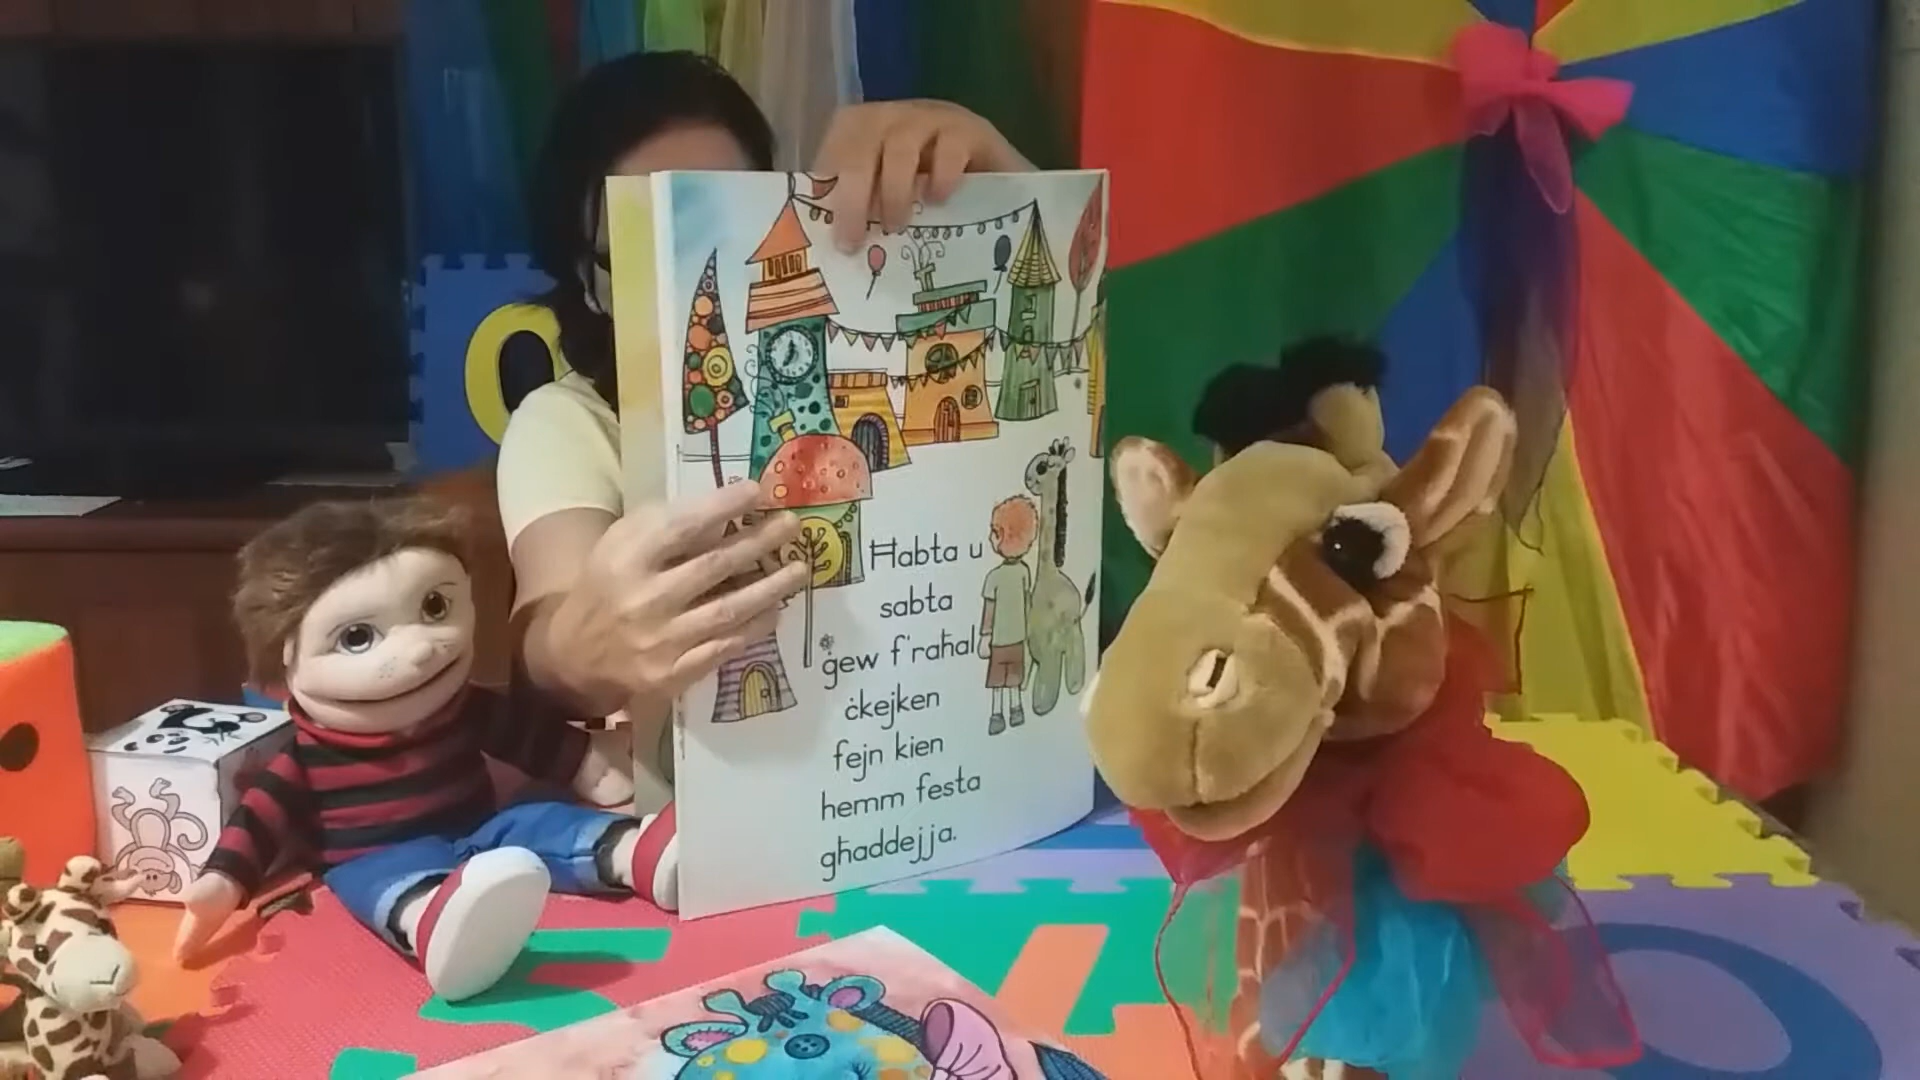 Ħabta u
sabta
ġew f'raħal
ċkejken
fejn kien
hemm festa
għaddejja.